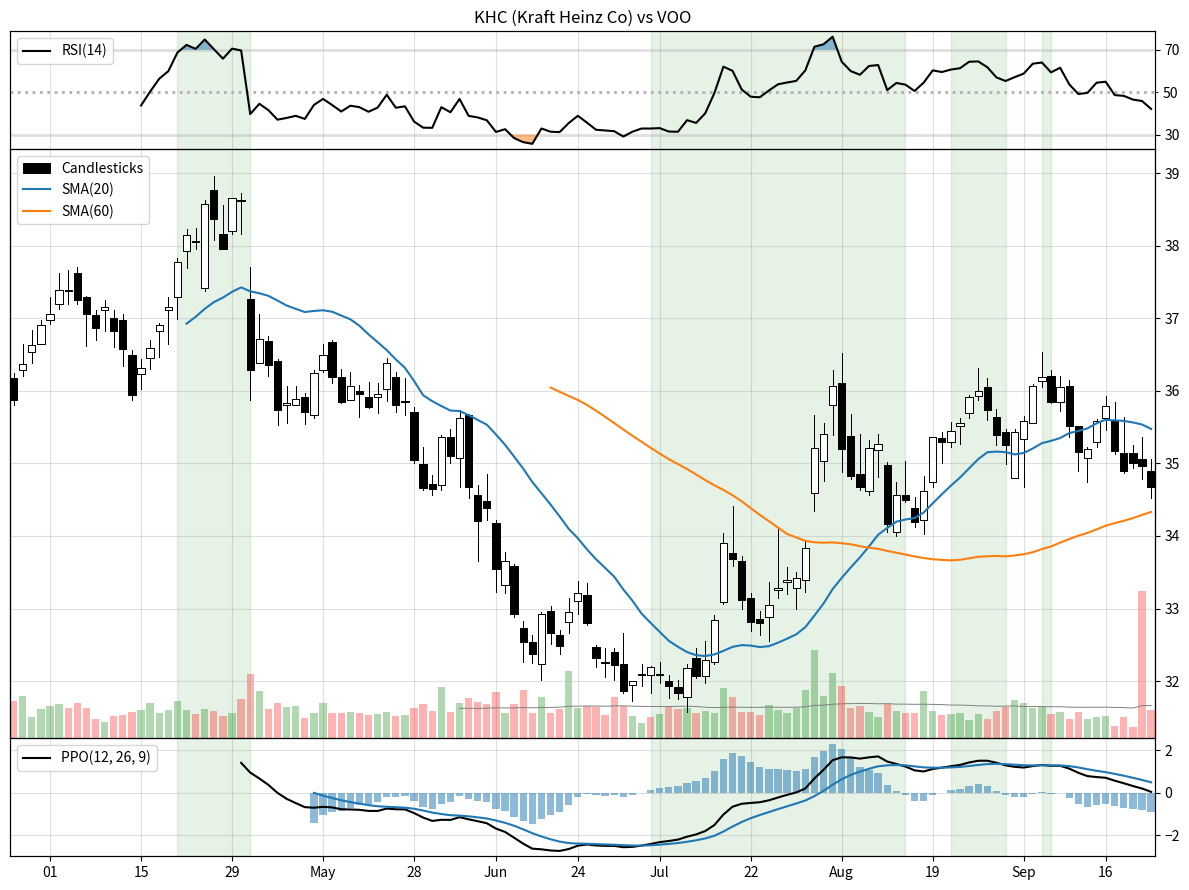 KHC (Kraft Heinz Co) vs VOO
RSI(14)
70
50
30
Candlesticks
SMA(20)
SMA(60)
39
38
37
36
35
34
33
32
PPO(12, 26, 9)
2
0
−2
01 15 29 May 28 Jun 24 Jul 22 Aug 19 Sep 16